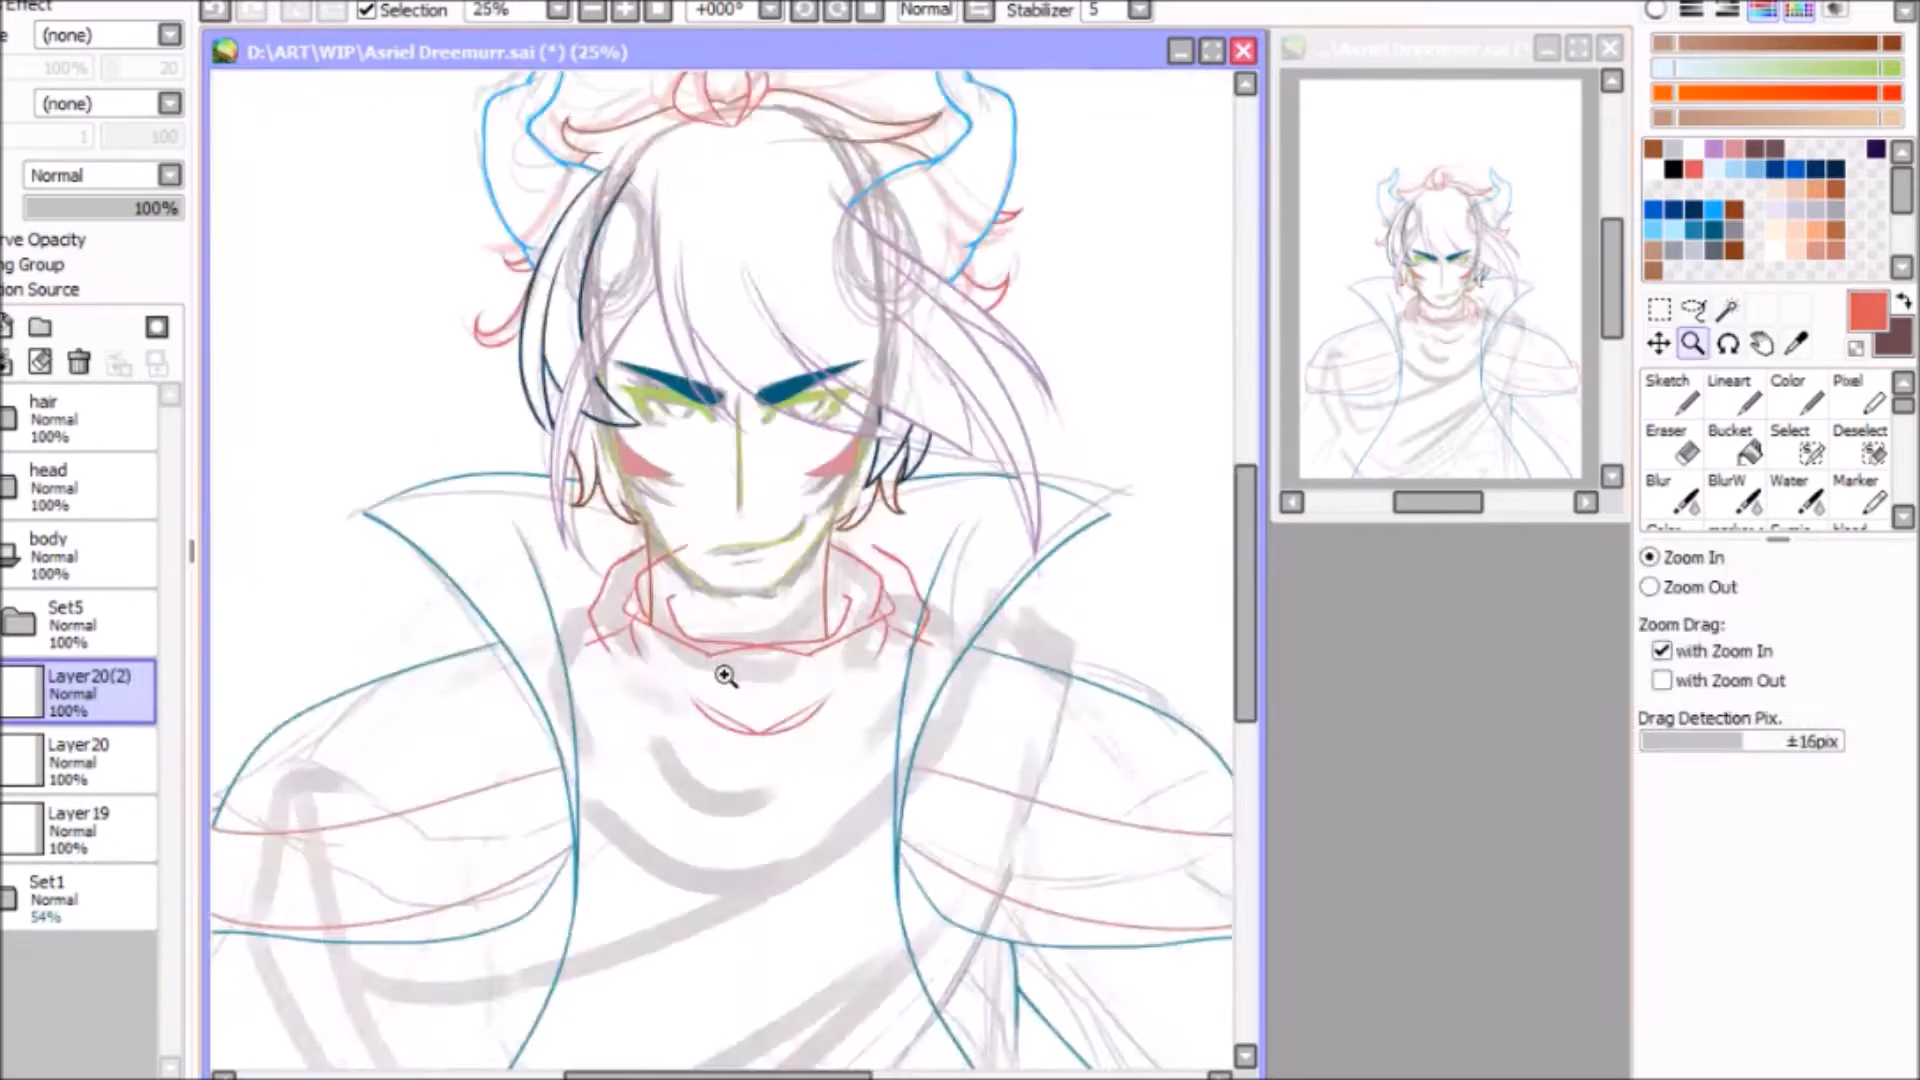 Effect
Selection
25%
+000°
Normal
Stabilizer 5
(none)
D:\ART\WIP\Asriel Dreemurr.sai (*) (25%)
...\Asriel Dreemurr.sai (*
100%
20
(none)
1
100
Normal
100%
rve Opacity
ng Group
ion Source
hair
Normal
100%
head
Normal
100%
body
Normal
100%
Set5
Normal
100%
Layer20(2)
Normal
100%
Layer20
Normal
100%
Layer19
Normal
100%
Set1
Normal
54%
Sketch
Lineart
Color
Pixel
Eraser
Bucket
Select
Deselect
Blur
BlurW
Water
Marker
Zoom In
Zoom Out
Zoom Drag:
with Zoom In
with Zoom Out
Drag Detection Pix.
±16pix